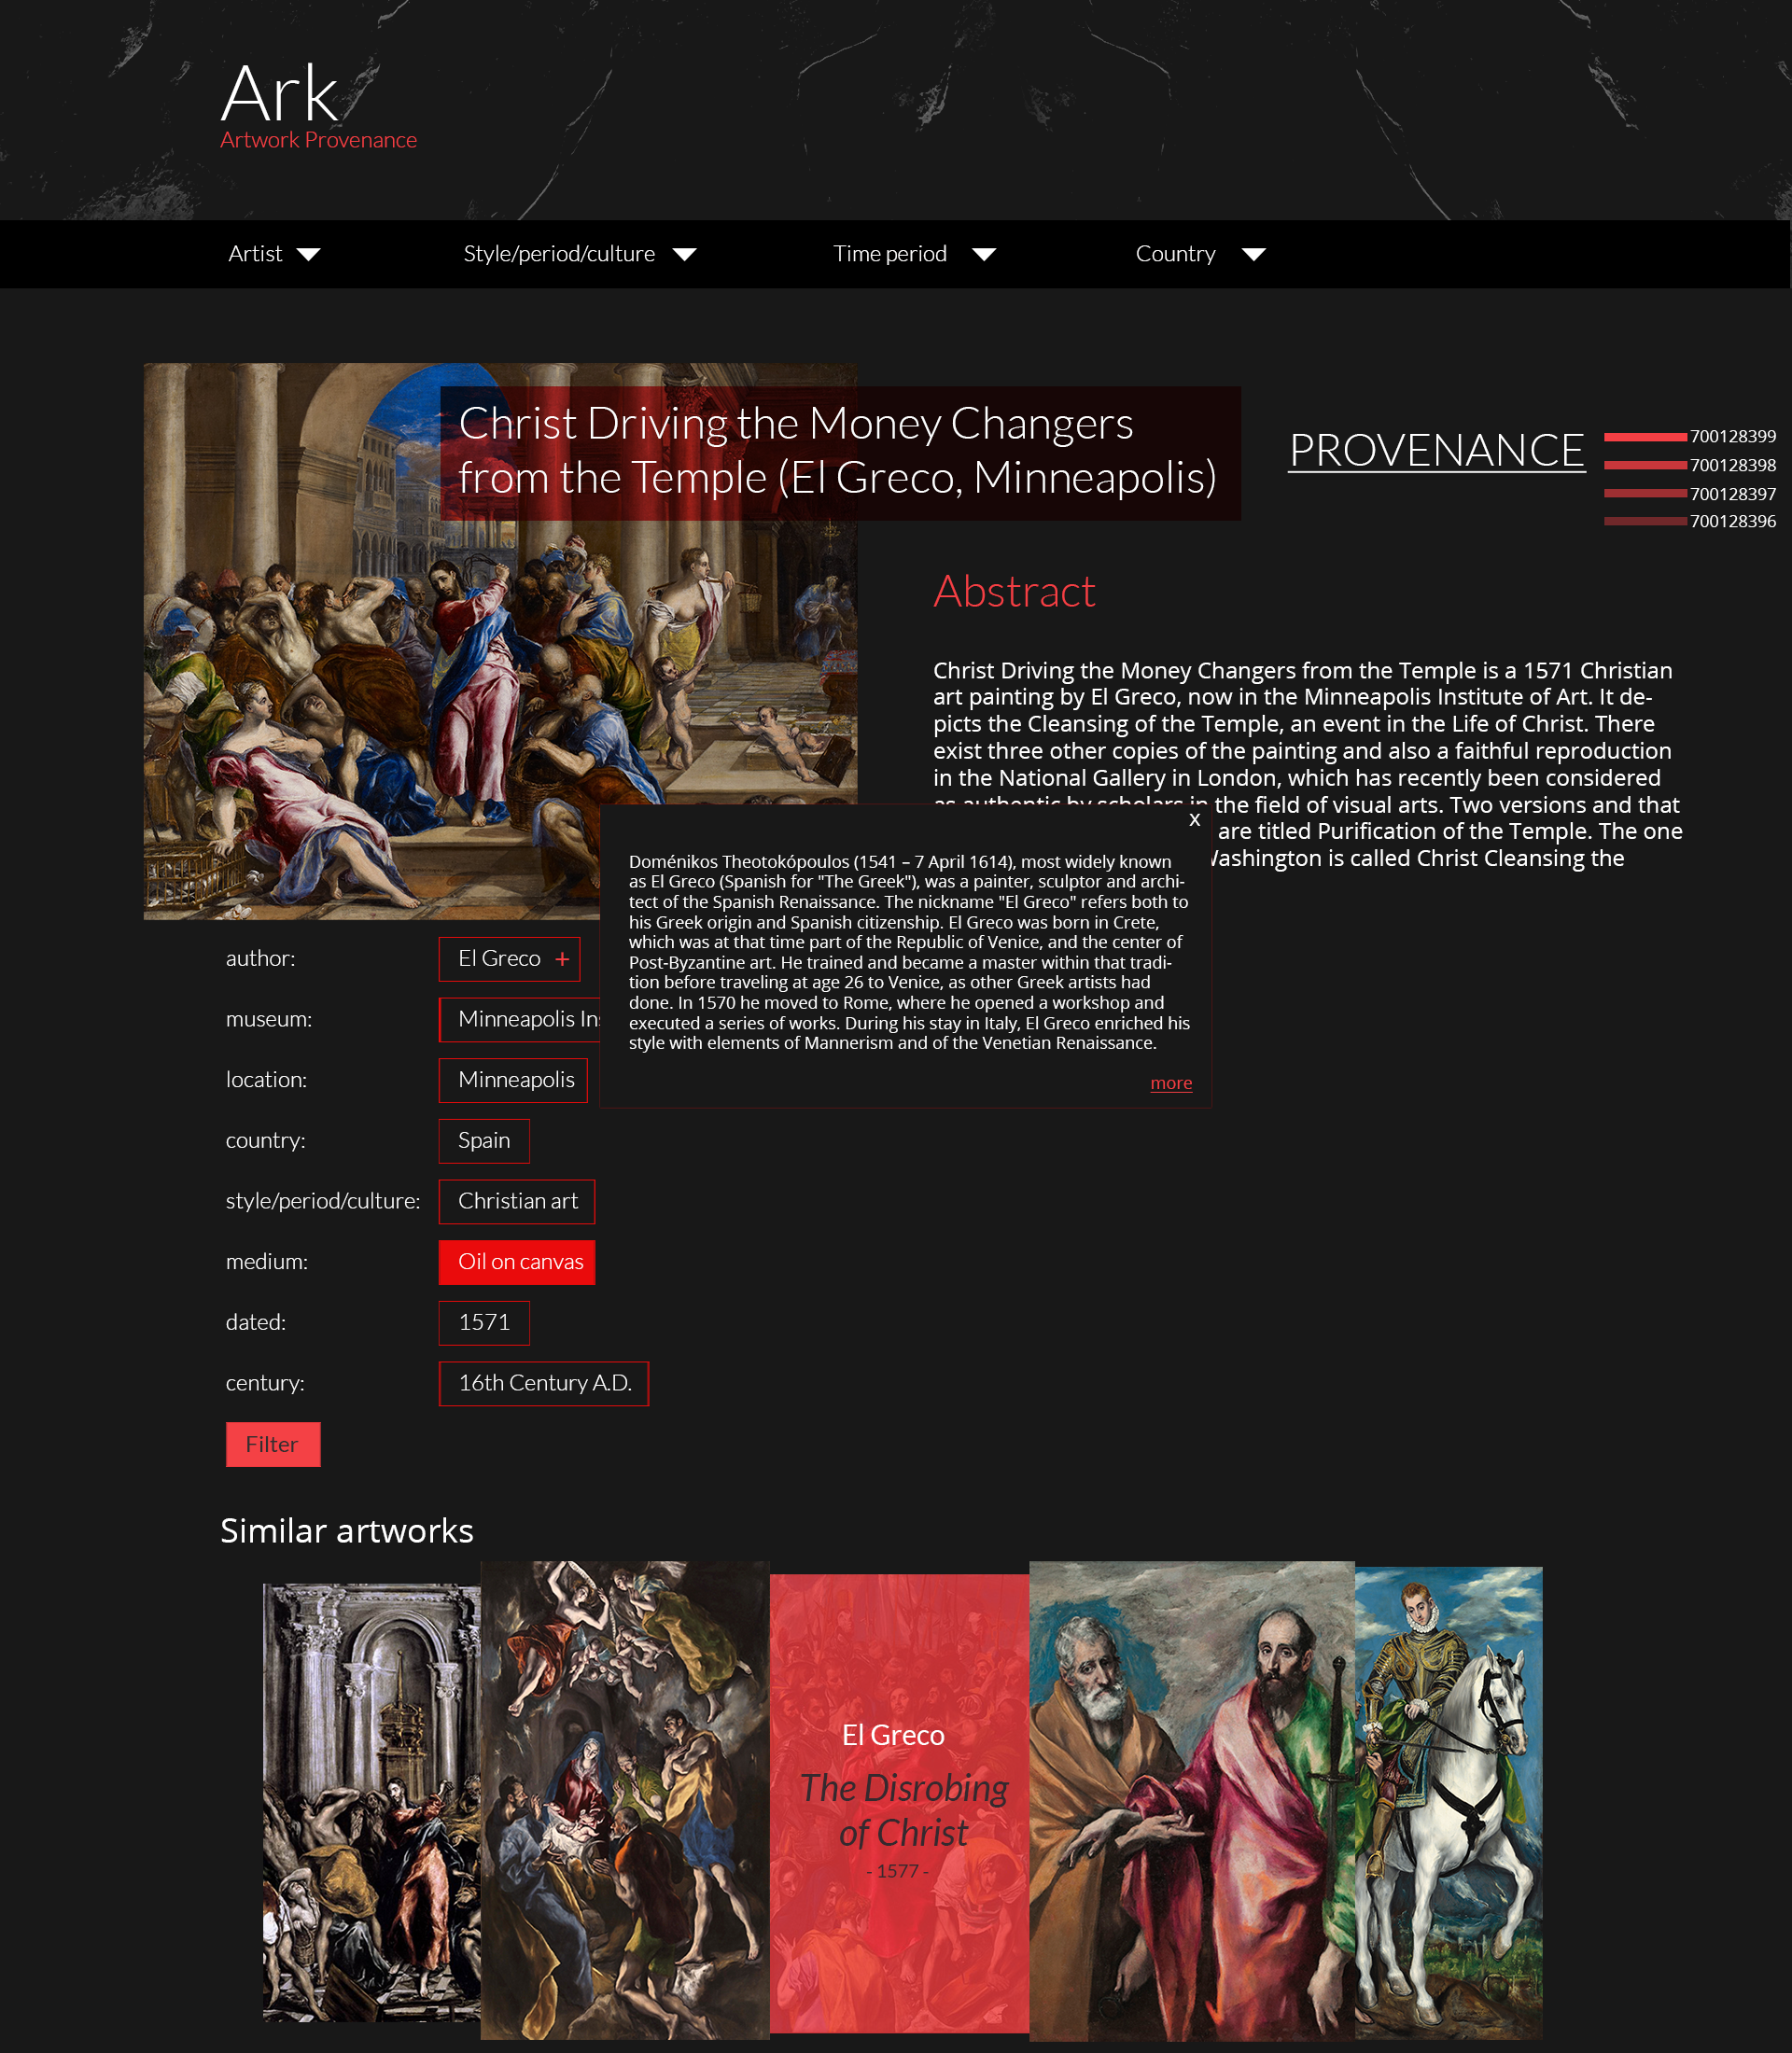 Ark
Artwork Provenance
Artist
Style/period/culture
Time period
Country
Christ Driving the Money Changers
from the Temple (El Greco, Minneapolis)
PROVENANCE
700128399
700128398
700128397
700128396
Abstract
Christ Driving the Money Changers from the Temple is a 1571 Christian
art painting by El Greco, now in the Minneapolis Institute of Art. It de-
picts the Cleansing of the Temple, an event in the Life of Christ. There
exist three other copies of the painting and also a faithful reproduction
in the National Gallery in London, which has recently been considered
as authentic by scholars in the field of visual arts. Two versions and that
are titled Purification of the Temple. The one
Washington is called Christ Cleansing the
x
Doménikos Theotokópoulos (1541 – 7 April 1614), most widely known
as El Greco (Spanish for "The Greek"), was a painter, sculptor and archi-
tect of the Spanish Renaissance. The nickname "El Greco" refers both to
his Greek origin and Spanish citizenship. El Greco was born in Crete,
which was at that time part of the Republic of Venice, and the center of
Post-Byzantine art. He trained and became a master within that tradi-
tion before traveling at age 26 to Venice, as other Greek artists had
done. In 1570 he moved to Rome, where he opened a workshop and
executed a series of works. During his stay in Italy, El Greco enriched his
style with elements of Mannerism and of the Venetian Renaissance.
more
author: El Greco +
museum: Minneapolis Ins
location: Minneapolis
country: Spain
style/period/culture: Christian art
medium: Oil on canvas
dated: 1571
century: 16th Century A.D.
Filter
Similar artworks
El Greco
The Disrobing
of Christ
- 1577 -